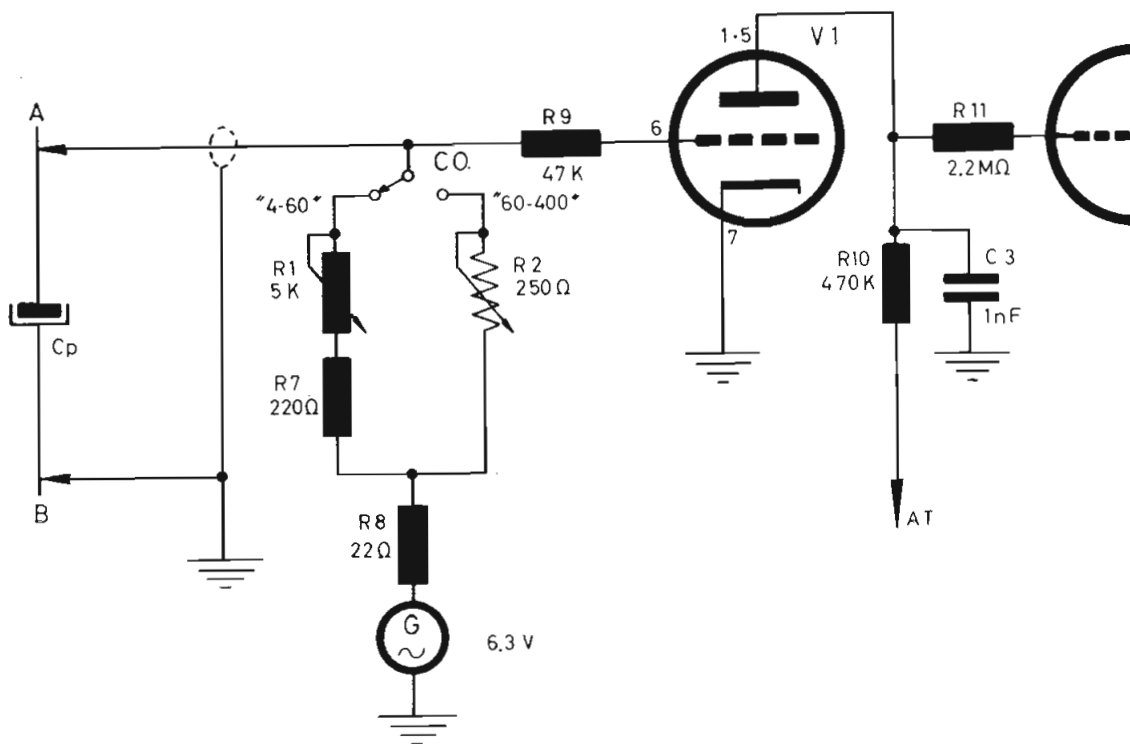 1·5
V1
A
R9
47K
6
R11
2.2MΩ
CO.
"4-60"
"60-400"
7
R1
5K
R2
250Ω
R10
470K
C3
1nF
Cp
R7
220Ω
B
R8
22Ω
AT
G
6.3 V